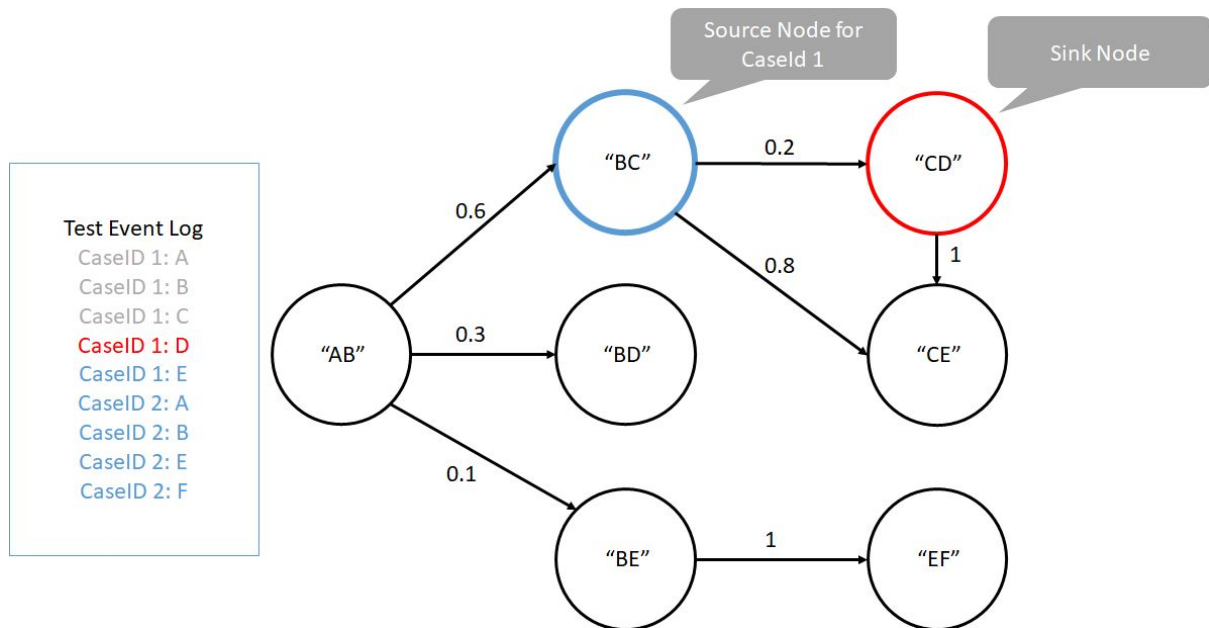 Source Node for
CaseId 1
Sink Node
Test Event Log
CaseID 1: A
CaseID 1: B
CaseID 1: C
CaseID 1: D
CaseID 1: E
CaseID 2: A
CaseID 2: B
CaseID 2: E
CaseID 2: F
“AB”
0.6
0.3
0.1
“BC”
“BD”
“BE”
0.2
0.8
1
“CD”
1
“CE”
“EF”